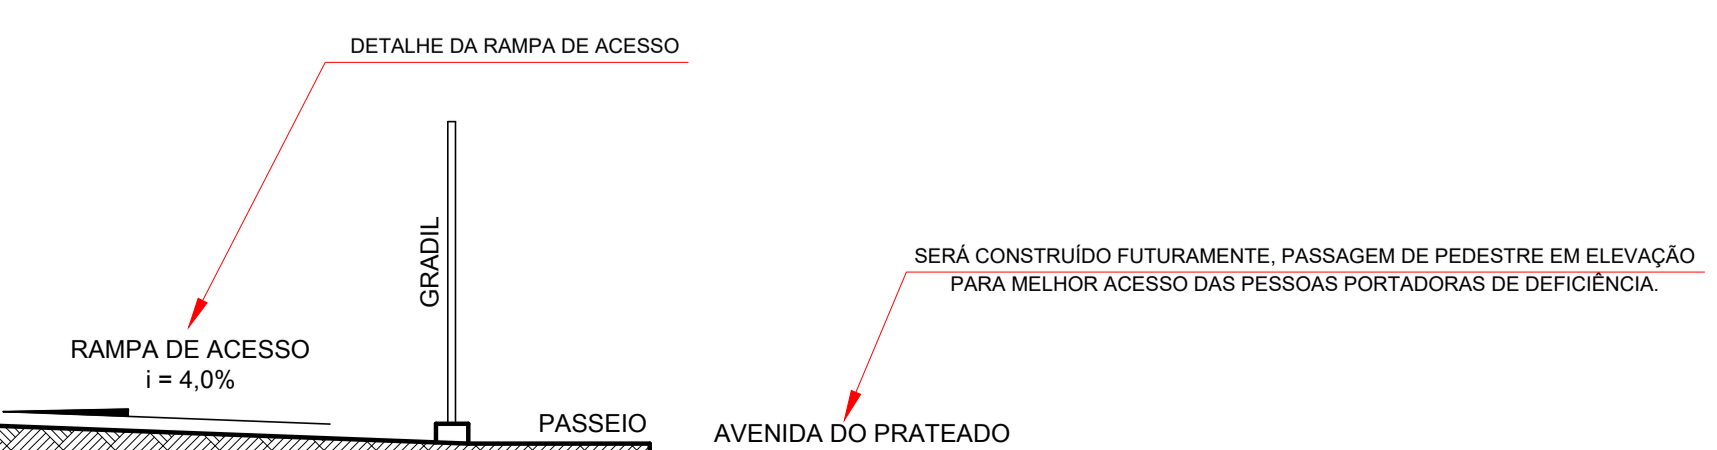 DETALHE DA RAMPA DE ACESSO
GRADIL
SERÁ CONSTRUÍDO FUTURAMENTE, PASSAGEM DE PEDESTRE EM ELEVAÇÃO
PARA MELHOR ACESSO DAS PESSOAS PORTADORAS DE DEFICIÊNCIA.
RAMPA DE ACESSO
i = 4,0%
PASSEIO
AVENIDA DO PRATEADO